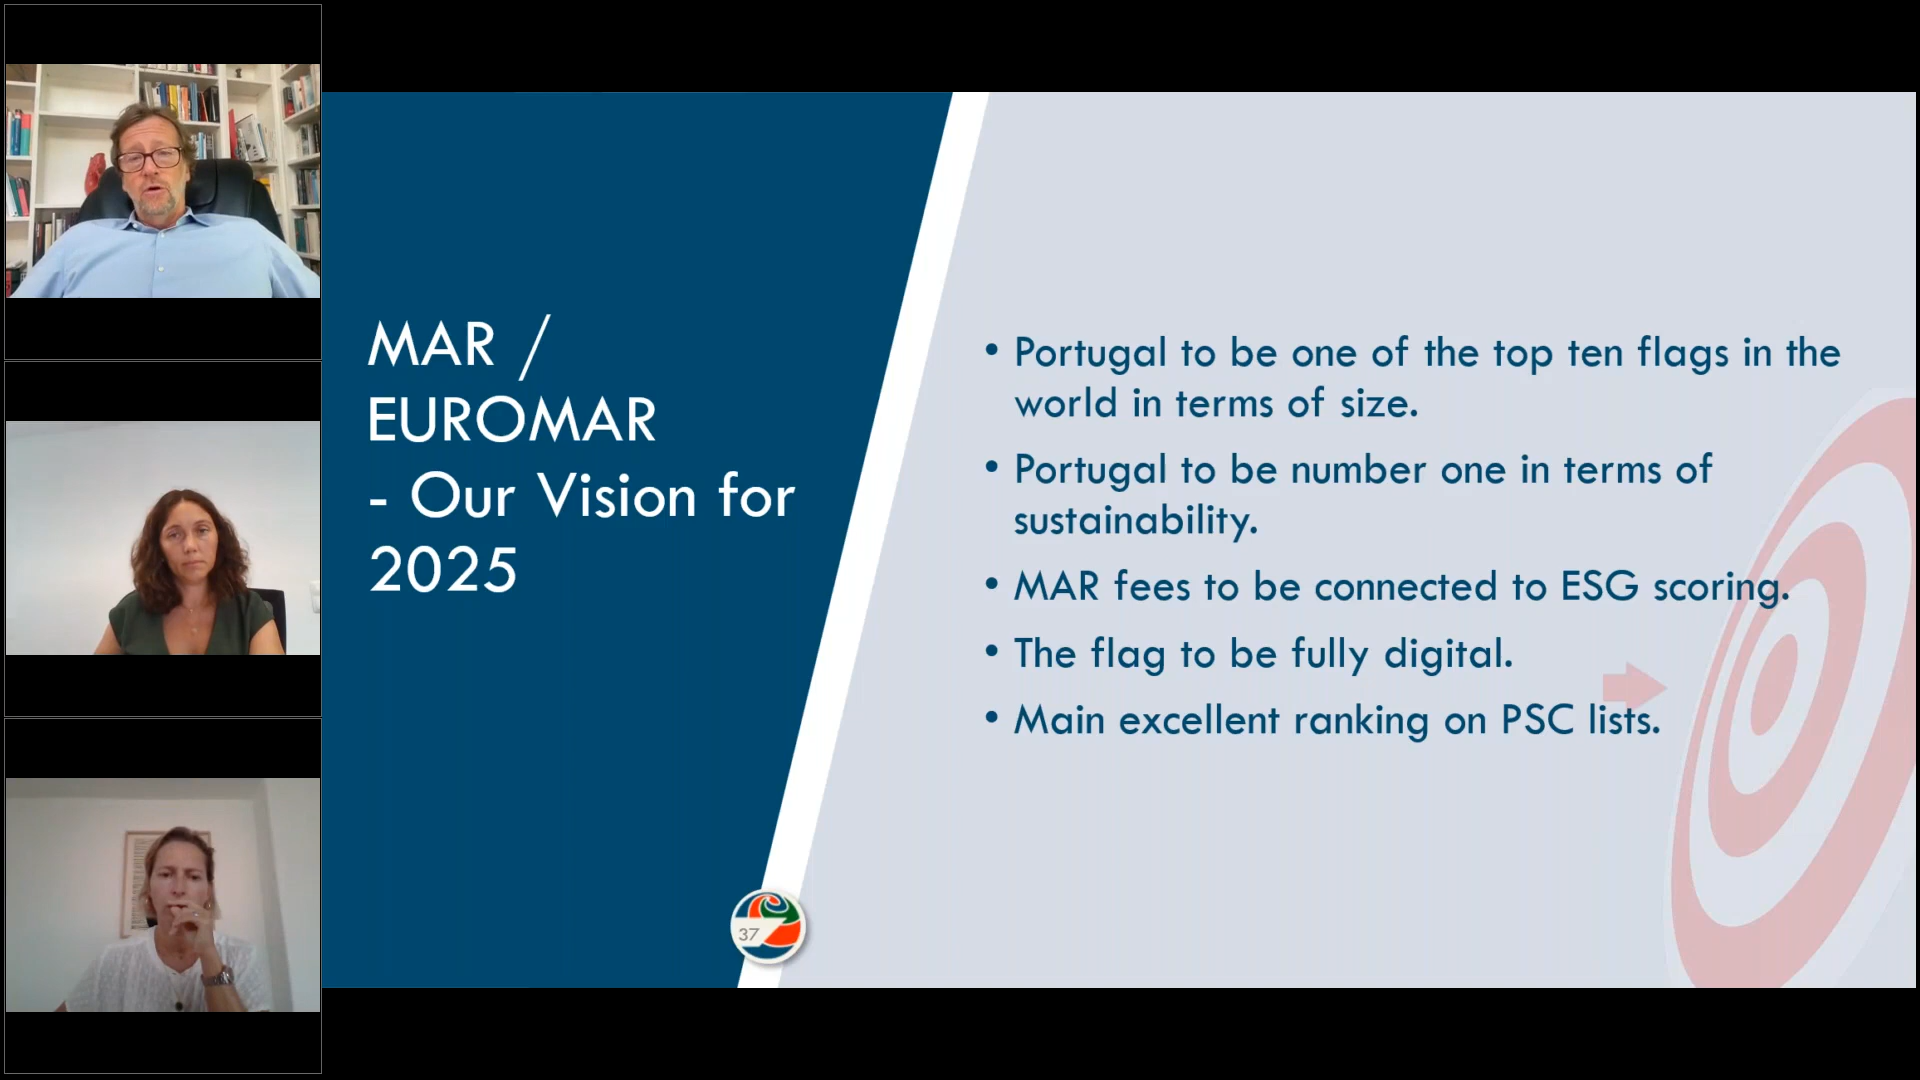 MAR /
EUROMAR
- Our Vision for
2025
• Portugal to be one of the top ten flags in the
world in terms of size.
• Portugal to be number one in terms of
sustainability.
• MAR fees to be connected to ESG scoring.
• The flag to be fully digital.
• Main excellent ranking on PSC lists.
37